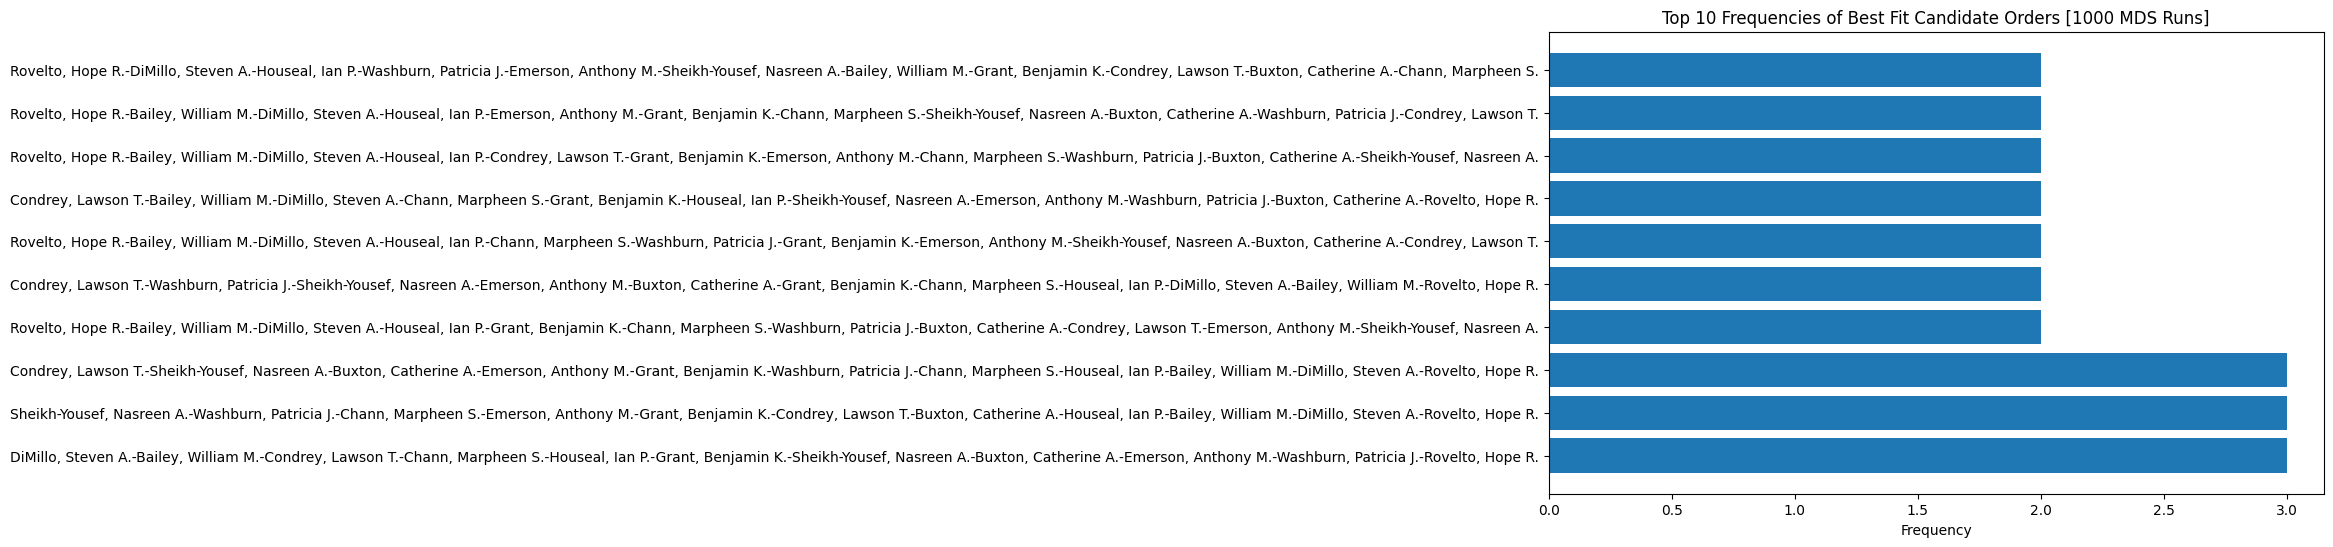 Top 10 Frequencies of Best Fit Candidate Orders [1000 MDS Runs]
Rovelto, Hope R.-DiMillo, Steven A.-Houseal, Ian P.-Washburn, Patricia J.-Emerson, Anthony M.-Sheikh-Yousef, Nasreen A.-Bailey, William M.-Grant, Benjamin K.-Condrey, Lawson T.-Buxton, Catherine A.-Chann, Marpheen S.
Rovelto, Hope R.-Bailey, William M.-DiMillo, Steven A.-Houseal, Ian P.-Emerson, Anthony M.-Grant, Benjamin K.-Chann, Marpheen S.-Sheikh-Yousef, Nasreen A.-Buxton, Catherine A.-Washburn, Patricia J.-Condrey, Lawson T.
Rovelto, Hope R.-Bailey, William M.-DiMillo, Steven A.-Houseal, Ian P.-Condrey, Lawson T.-Grant, Benjamin K.-Emerson, Anthony M.-Chann, Marpheen S.-Washburn, Patricia J.-Buxton, Catherine A.-Sheikh-Yousef, Nasreen A.
Condrey, Lawson T.-Bailey, William M.-DiMillo, Steven A.-Chann, Marpheen S.-Grant, Benjamin K.-Houseal, Ian P.-Sheikh-Yousef, Nasreen A.-Emerson, Anthony M.-Washburn, Patricia J.-Buxton, Catherine A.-Rovelto, Hope R.
Rovelto, Hope R.-Bailey, William M.-DiMillo, Steven A.-Houseal, Ian P.-Chann, Marpheen S.-Washburn, Patricia J.-Grant, Benjamin K.-Emerson, Anthony M.-Sheikh-Yousef, Nasreen A.-Buxton, Catherine A.-Condrey, Lawson T.
Condrey, Lawson T.-Washburn, Patricia J.-Sheikh-Yousef, Nasreen A.-Emerson, Anthony M.-Buxton, Catherine A.-Grant, Benjamin K.-Chann, Marpheen S.-Houseal, Ian P.-DiMillo, Steven A.-Bailey, William M.-Rovelto, Hope R.
Rovelto, Hope R.-Bailey, William M.-DiMillo, Steven A.-Houseal, Ian P.-Grant, Benjamin K.-Chann, Marpheen S.-Washburn, Patricia J.-Buxton, Catherine A.-Condrey, Lawson T.-Emerson, Anthony M.-Sheikh-Yousef, Nasreen A.
Condrey, Lawson T.-Sheikh-Yousef, Nasreen A.-Buxton, Catherine A.-Emerson, Anthony M.-Grant, Benjamin K.-Washburn, Patricia J.-Chann, Marpheen S.-Houseal, Ian P.-Bailey, William M.-DiMillo, Steven A.-Rovelto, Hope R.
Sheikh-Yousef, Nasreen A.-Washburn, Patricia J.-Chann, Marpheen S.-Emerson, Anthony M.-Grant, Benjamin K.-Condrey, Lawson T.-Buxton, Catherine A.-Houseal, Ian P.-Bailey, William M.-DiMillo, Steven A.-Rovelto, Hope R.
DiMillo, Steven A.-Bailey, William M.-Condrey, Lawson T.-Chann, Marpheen S.-Houseal, Ian P.-Grant, Benjamin K.-Sheikh-Yousef, Nasreen A.-Buxton, Catherine A.-Emerson, Anthony M.-Washburn, Patricia J.-Rovelto, Hope R.
0.0 0.5 1.0 1.5 2.0 2.5 3.0
Frequency